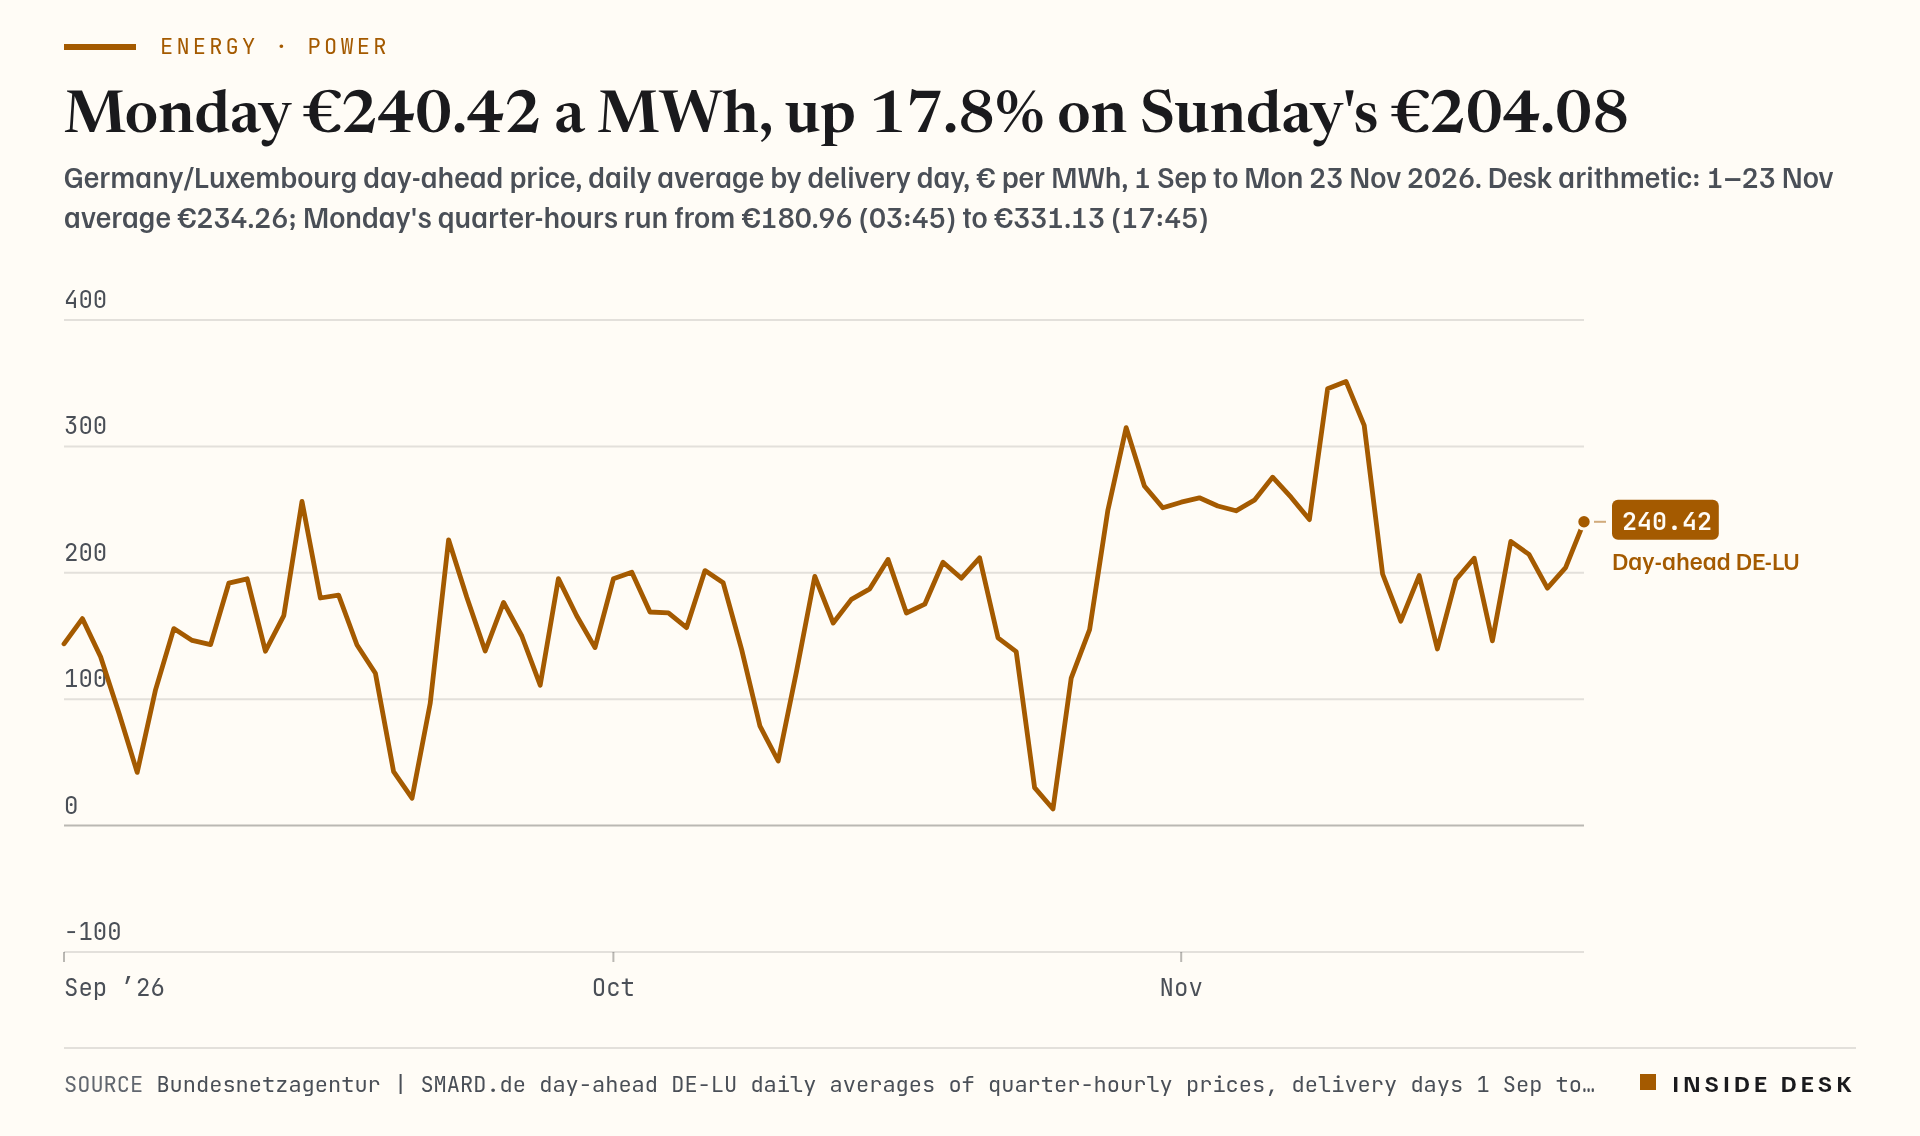 ENERGY · POWER
Monday €240.42 a MWh, up 17.8% on Sunday's €204.08
Germany/Luxembourg day-ahead price, daily average by delivery day, € per MWh, 1 Sep to Mon 23 Nov 2026. Desk arithmetic: 1–23 Nov
average €234.26; Monday's quarter-hours run from €180.96 (03:45) to €331.13 (17:45)
400
300
200
100
0
-100
240.42
Day-ahead DE-LU
Sep ’26
Oct
Nov
SOURCE Bundesnetzagentur | SMARD.de day-ahead DE-LU daily averages of quarter-hourly prices, delivery days 1 Sep to…
INSIDE DESK